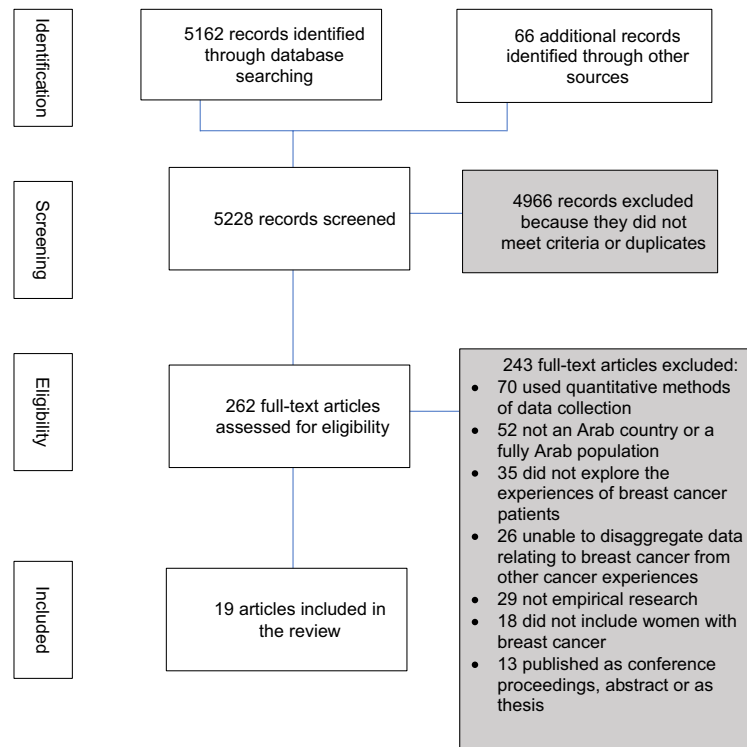 Identification
5162 records identified
through database
searching
66 additional records
identified through other
sources
Screening
5228 records screened
4966 records excluded
because they did not
meet criteria or duplicates
Eligibility
262 full-text articles
assessed for eligibility
243 full-text articles excluded:
• 70 used quantitative methods
of data collection
• 52 not an Arab country or a
fully Arab population
• 35 did not explore the
experiences of breast cancer
patients
• 26 unable to disaggregate data
relating to breast cancer from
other cancer experiences
• 29 not empirical research
• 18 did not include women with
breast cancer
• 13 published as conference
proceedings, abstract or as
thesis
Included
19 articles included in
the review